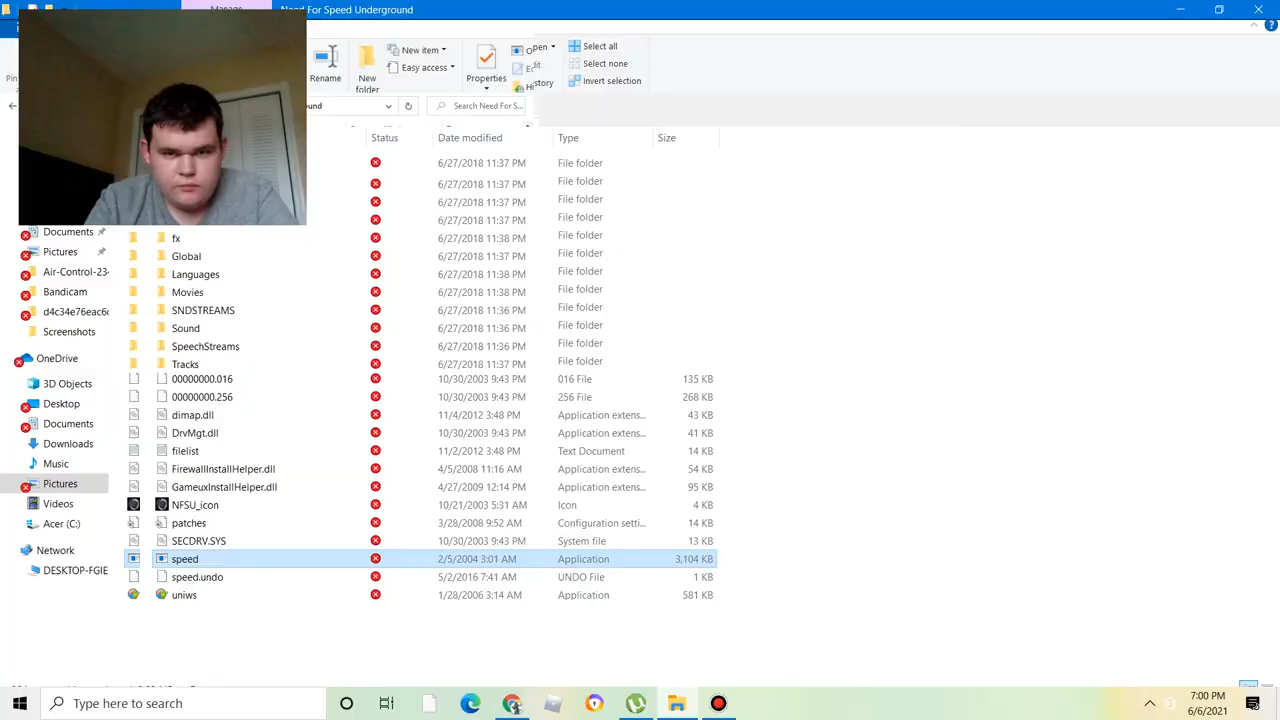 Need For Speed Underground
Rename
New
folder
New item
Easy access
Properties
Open
Select all
Select none
Invert selection
Search Need For S...
Status
Date modified
Type
Size
6/27/2018 11:37 PM File folder
6/27/2018 11:37 PM File folder
6/27/2018 11:37 PM File folder
6/27/2018 11:37 PM File folder
Documents
Pictures
Air-Control-23
Bandicam
d4c34e76eac6c
Screenshots
OneDrive
3D Objects
Desktop
Documents
Downloads
Music
Pictures
Videos
Acer (C:)
Network
DESKTOP-FGIE
fx 6/27/2018 11:38 PM File folder
Global 6/27/2018 11:37 PM File folder
Languages 6/27/2018 11:38 PM File folder
Movies 6/27/2018 11:38 PM File folder
SNDSTREAMS 6/27/2018 11:36 PM File folder
Sound 6/27/2018 11:38 PM File folder
SpeechStreams 6/27/2018 11:36 PM File folder
Tracks 6/27/2018 11:37 PM File folder
00000000.016 10/30/2003 9:43 PM 016 File 135 KB
00000000.256 10/30/2003 9:43 PM 256 File 268 KB
dimap.dll 11/4/2012 3:48 PM Application extens... 43 KB
DrvMgt.dll 10/30/2003 9:43 PM Application extens... 41 KB
filelist 11/2/2012 3:48 PM Text Document 14 KB
FirewallInstallHelper.dll 4/5/2008 11:16 AM Application extens... 54 KB
GameuxInstallHelper.dll 4/27/2009 12:14 PM Application extens... 95 KB
NFSU_icon 10/21/2003 5:31 AM Icon 4 KB
patches 3/28/2008 9:52 AM Configuration setti... 14 KB
SECDRV.SYS 10/30/2003 9:43 PM System file 13 KB
speed 2/5/2004 3:01 AM Application 3,104 KB
speed.undo 5/2/2016 7:41 AM UNDO File 1 KB
uniws 1/28/2006 3:14 AM Application 581 KB
Type here to search
7:00 PM
6/6/2021